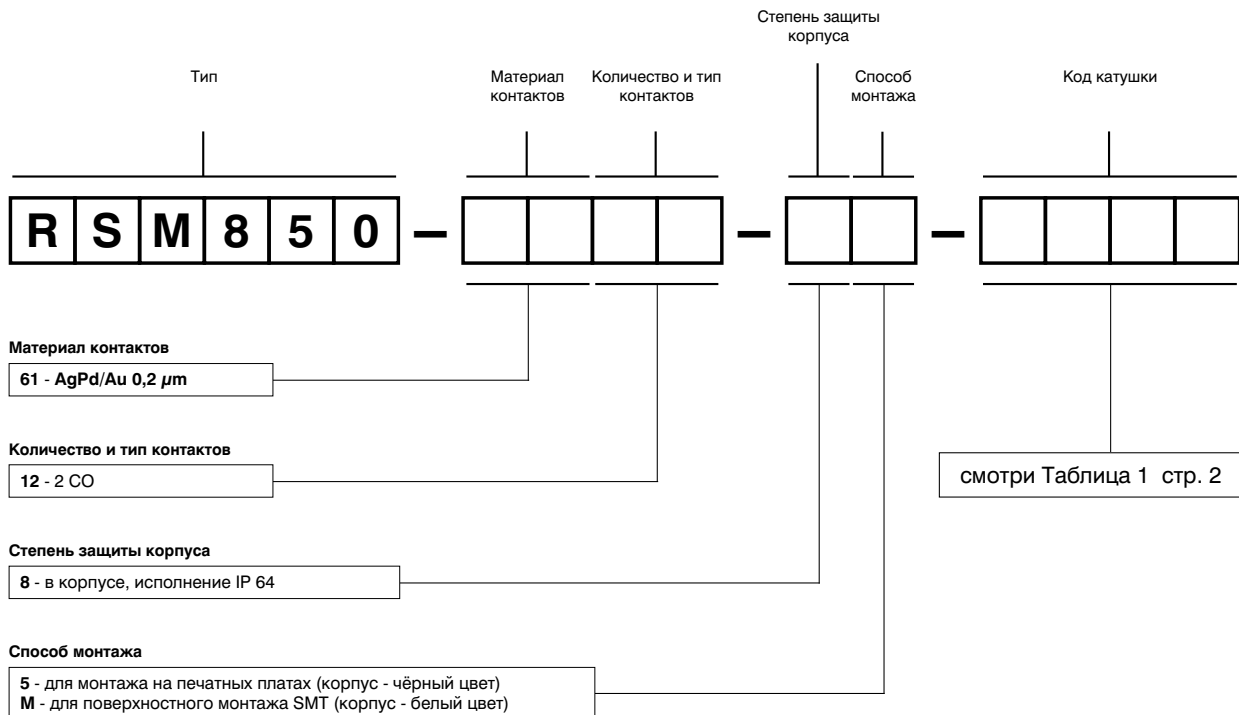 Степень защиты
корпуса
Тип
Материал
контактов
Количество и тип
контактов
Способ
монтажа
Код катушки
RSM850 – – –
Материал контактов
61 - AgPd/Au 0,2 µm
Количество и тип контактов
12 - 2 CO
смотри Таблица 1 стр. 2
Степень защиты корпуса
8 - в корпусе, исполнение IP 64
Способ монтажа
5 - для монтажа на печатных платах (корпус - чёрный цвет)
M - для поверхностного монтажа SMT (корпус - белый цвет)